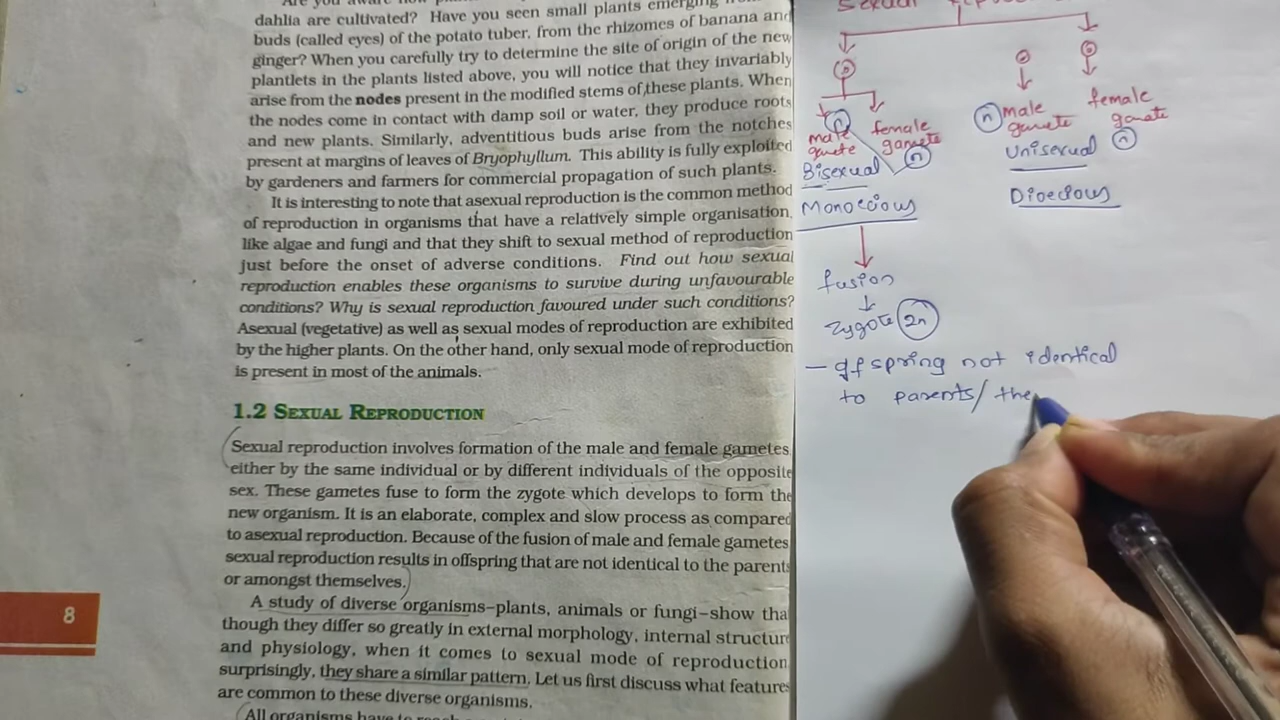 dahlia are cultivated? Have you seen small plants emerging
buds (called eyes) of the potato tuber, from the rhizomes of banana and
ginger? When you carefully try to determine the site of origin of the new
plantlets in the plants listed above, you will notice that they invariably
arise from the nodes present in the modified stems of these plants. When
the nodes come in contact with damp soil or water, they produce roots
and new plants. Similarly, adventitious buds arise from the notches
present at margins of leaves of Bryophyllum. This ability is fully exploited
by gardeners and farmers for commercial propagation of such plants.
It is interesting to note that asexual reproduction is the common method
of reproduction in organisms that have a relatively simple organisation,
like algae and fungi and that they shift to sexual method of reproduction
just before the onset of adverse conditions. Find out how sexual
reproduction enables these organisms to survive during unfavourable
conditions? Why is sexual reproduction favoured under such conditions?
Asexual (vegetative) as well as sexual modes of reproduction are exhibited
by the higher plants. On the other hand, only sexual mode of reproduction
is present in most of the animals.
1.2 SEXUAL REPRODUCTION
Sexual reproduction involves formation of the male and female gametes,
either by the same individual or by different individuals of the opposite
sex. These gametes fuse to form the zygote which develops to form the
new organism. It is an elaborate, complex and slow process as compared
to asexual reproduction. Because of the fusion of male and female gametes,
sexual reproduction results in offspring that are not identical to the parents
or amongst themselves.
A study of diverse organisms–plants, animals or fungi–show tha
though they differ so greatly in external morphology, internal structure
and physiology, when it comes to sexual mode of reproduction
surprisingly, they share a similar pattern. Let us first discuss what features
are common to these diverse organisms.
All organisms have to
8
n
male gamete
female gamete
n
Bisexual
Monoecious
n
male gamete
female gamete
n
Unisexual
Dioecious
fusion
zygote 2n
– offspring not identical
to parents/ the